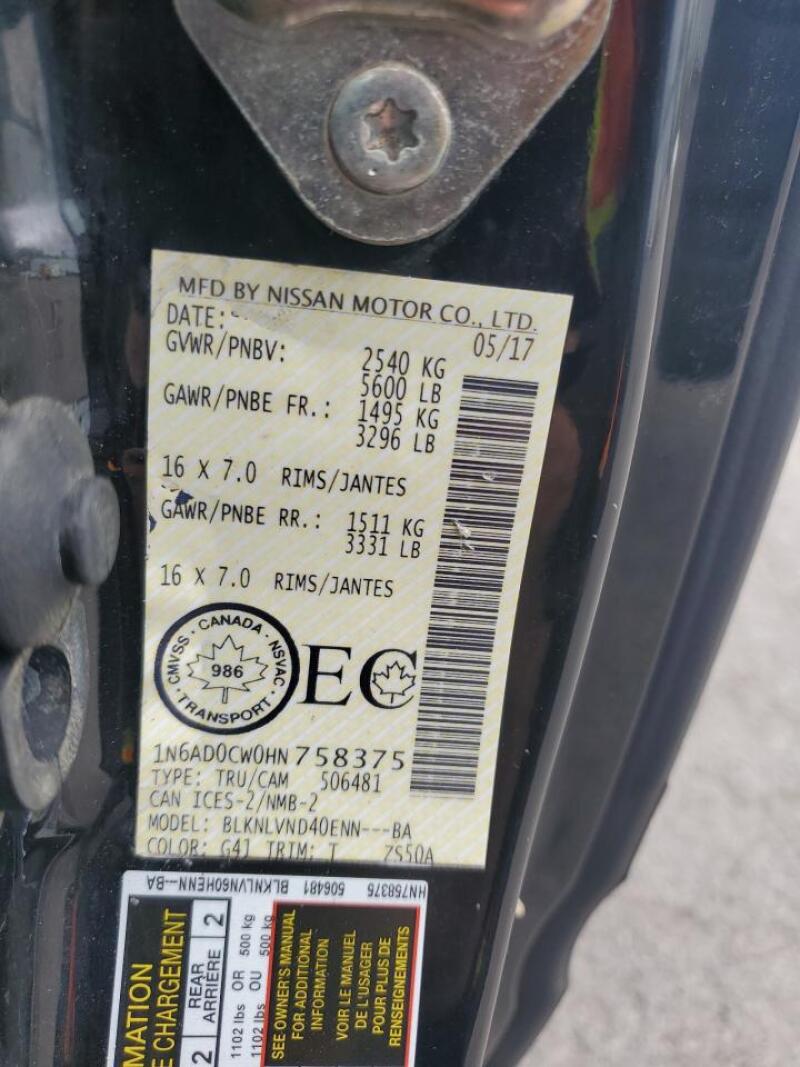 MFD BY NISSAN MOTOR CO., LTD.
DATE: 05/17
GVWR/PNBV: 2540 KG
5600 LB
GAWR/PNBE FR.: 1495 KG
3296 LB
16 X 7.0 RIMS/JANTES
GAWR/PNBE RR.: 1511 KG
3331 LB
16 X 7.0 RIMS/JANTES
CANADA · NSVAC · TRANSPORT · CMVSS ·
986
EC
1N6AD0CW0HN758375
TYPE: TRU/CAM 506481
CAN ICES-2/NMB-2
MODEL: BLKNLVND40ENN---BA
COLOR: G41 TRIM: T ZS50A
HN758375 506481 BLKNLVN60HENN--BA
MATION
E CHARGEMENT
2 REAR 2
ARRIÈRE
1102 lbs OR 500 kg
1102 lbs OU 500 kg
SEE OWNER'S MANUAL
FOR ADDITIONAL
INFORMATION
VOIR LE MANUEL
DE L'USAGER
POUR PLUS DE
RENSEIGNEMENTS